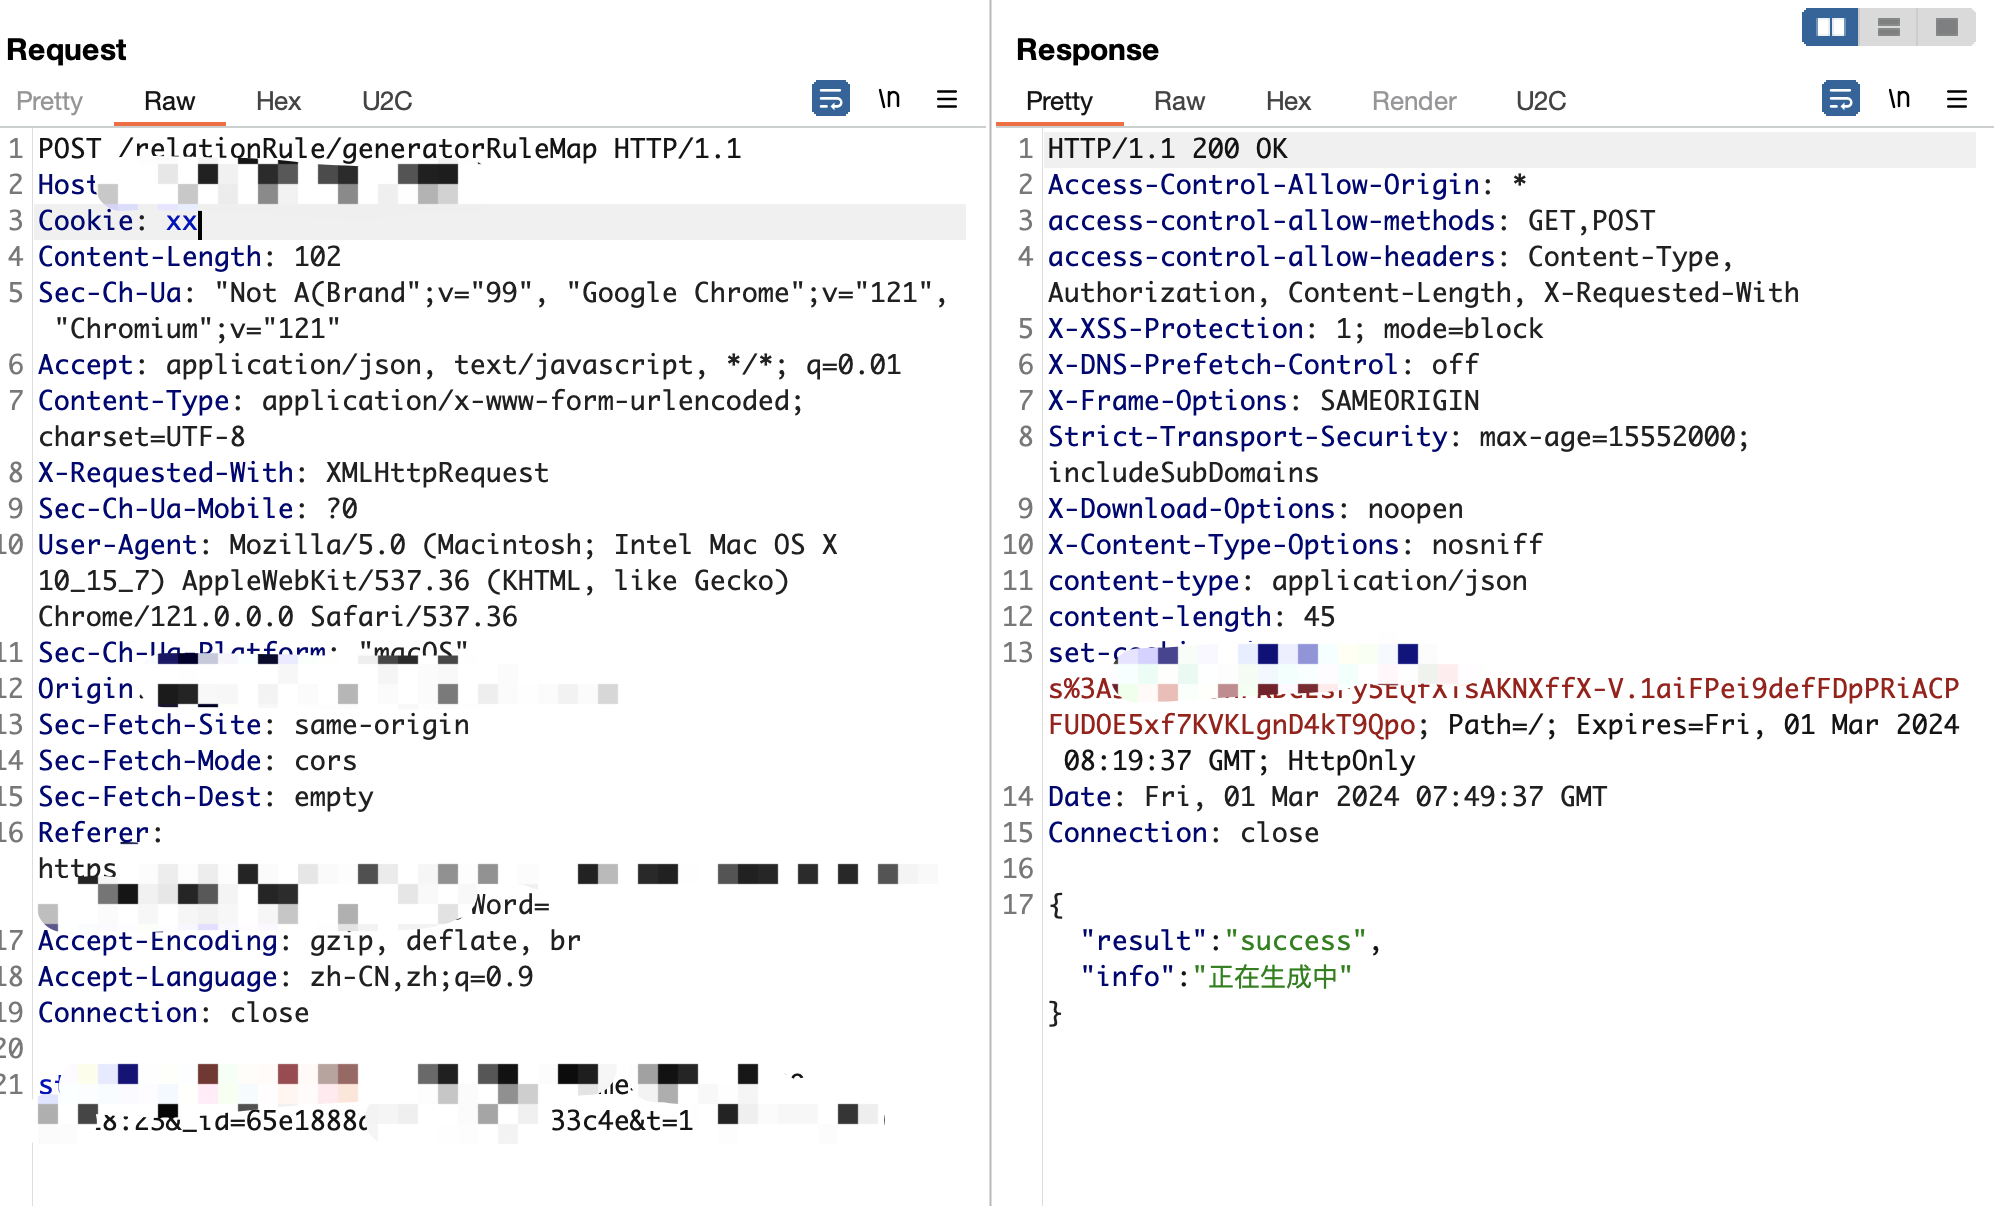 Request
Pretty Raw Hex U2C \n
1 POST /relationRule/generatorRuleMap HTTP/1.1
2 Host
3 Cookie: xx
4 Content-Length: 102
5 Sec-Ch-Ua: "Not A(Brand";v="99", "Google Chrome";v="121",
"Chromium";v="121"
6 Accept: application/json, text/javascript, */*; q=0.01
7 Content-Type: application/x-www-form-urlencoded;
charset=UTF-8
8 X-Requested-With: XMLHttpRequest
9 Sec-Ch-Ua-Mobile: ?0
10 User-Agent: Mozilla/5.0 (Macintosh; Intel Mac OS X
10_15_7) AppleWebKit/537.36 (KHTML, like Gecko)
Chrome/121.0.0.0 Safari/537.36
11 Sec-Ch-Ua-Platform: "macOS"
12 Origin
13 Sec-Fetch-Site: same-origin
14 Sec-Fetch-Mode: cors
15 Sec-Fetch-Dest: empty
16 Referer:
https
Word=
17 Accept-Encoding: gzip, deflate, br
18 Accept-Language: zh-CN,zh;q=0.9
19 Connection: close
20
21 st
8:23&_id=65e1888 33c4e&t=1
Response
Pretty Raw Hex Render U2C \n
1 HTTP/1.1 200 OK
2 Access-Control-Allow-Origin: *
3 access-control-allow-methods: GET,POST
4 access-control-allow-headers: Content-Type,
Authorization, Content-Length, X-Requested-With
5 X-XSS-Protection: 1; mode=block
6 X-DNS-Prefetch-Control: off
7 X-Frame-Options: SAMEORIGIN
8 Strict-Transport-Security: max-age=15552000;
includeSubDomains
9 X-Download-Options: noopen
10 X-Content-Type-Options: nosniff
11 content-type: application/json
12 content-length: 45
13 set-cookie
s%3A 5EQfXTsAKNXffX-V.1aiFPei9defFDpPRiACP
FUDOE5xf7KVKLgnD4kT9Qpo; Path=/; Expires=Fri, 01 Mar 2024
08:19:37 GMT; HttpOnly
14 Date: Fri, 01 Mar 2024 07:49:37 GMT
15 Connection: close
16
17 {
"result":"success",
"info":"正在生成中"
}